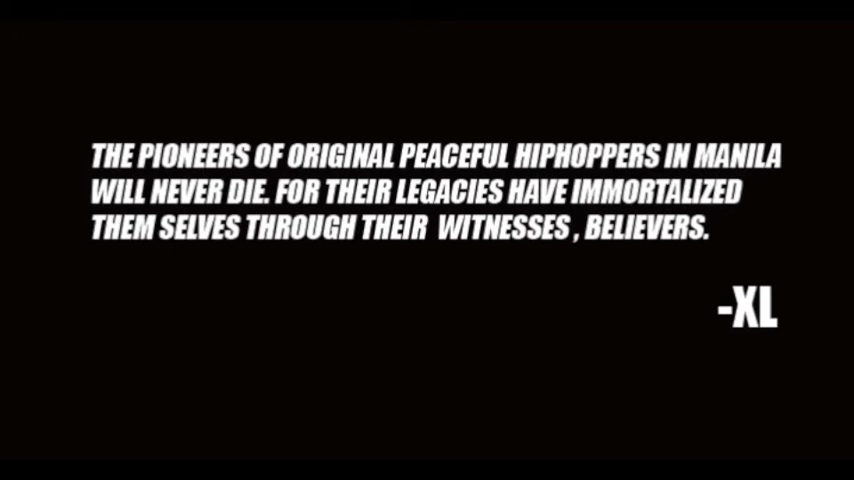 THE PIONEERS OF ORIGINAL PEACEFUL HIPHOPPERS IN MANILA
WILL NEVER DIE. FOR THEIR LEGACIES HAVE IMMORTALIZED
THEM SELVES THROUGH THEIR WITNESSES , BELIEVERS.
-XL